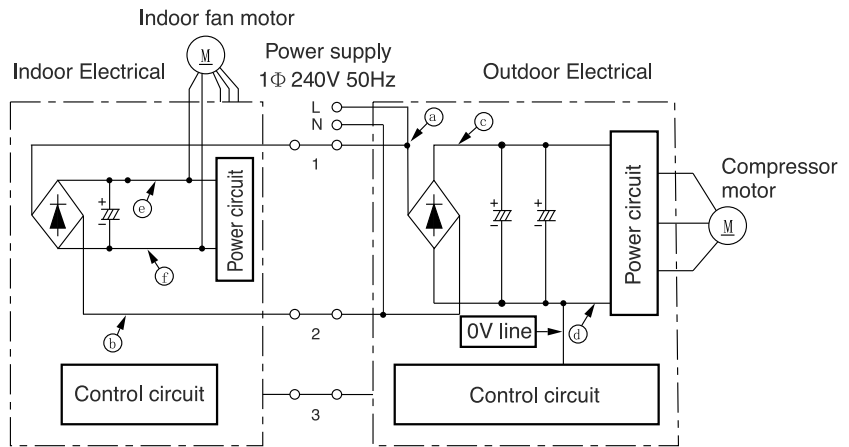 Indoor fan motor
M
Indoor Electrical
Power supply
1Φ 240V 50Hz
Outdoor Electrical
L
N
1
a
c
+
−
e
f
Power circuit
+
−
+
−
Power circuit
Compressor
motor
M
b
2
0V line
d
Control circuit
3
Control circuit